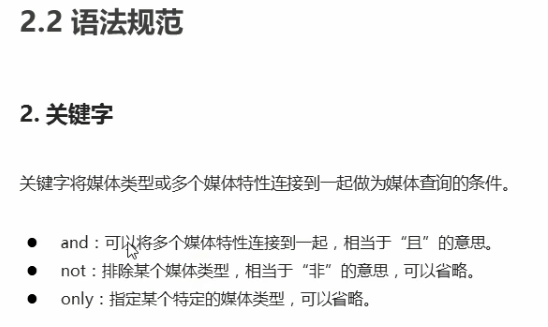 2.2 语法规范
2. 关键字
关键字将媒体类型或多个媒体特性连接到一起做为媒体查询的条件。
● and：可以将多个媒体特性连接到一起，相当于“且”的意思。
● not：排除某个媒体类型，相当于“非”的意思，可以省略。
● only：指定某个特定的媒体类型，可以省略。